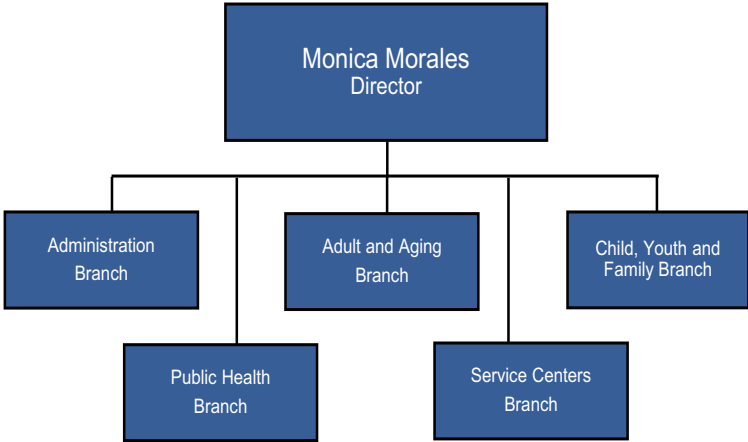 Monica Morales
Director
Administration
Branch
Adult and Aging
Branch
Child, Youth and
Family Branch
Public Health
Branch
Service Centers
Branch